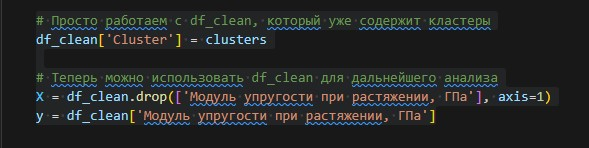 # Просто работаем с df_clean, который уже содержит кластеры
df_clean['Cluster'] = clusters
# Теперь можно использовать df_clean для дальнейшего анализа
X = df_clean.drop(['Модуль упругости при растяжении, ГПа'], axis=1)
y = df_clean['Модуль упругости при растяжении, ГПа']